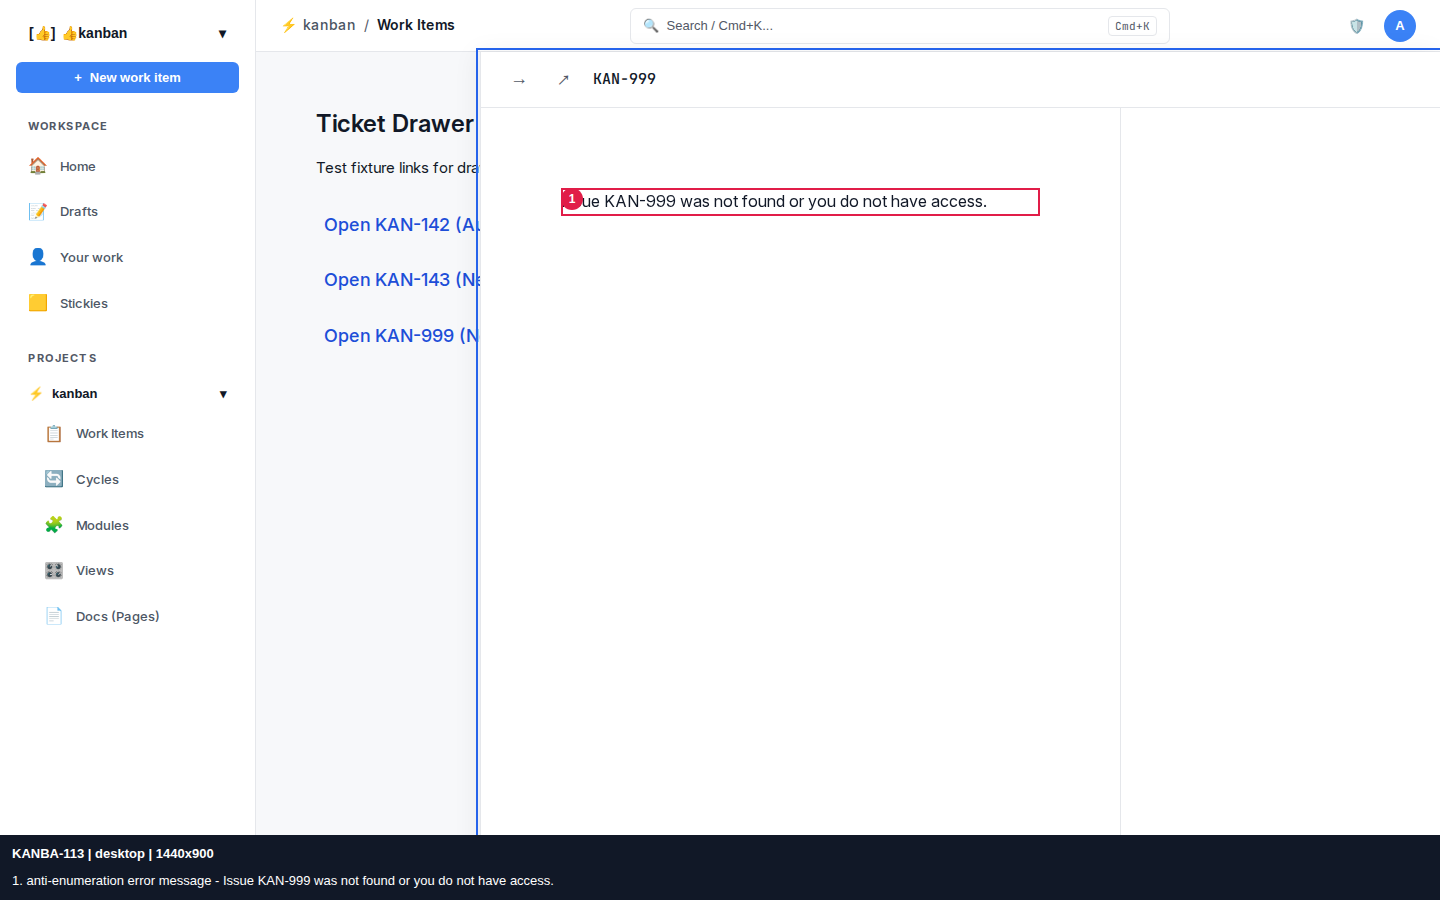 [👍] 👍kanban ▼
+ New work item
WORKSPACE
🏠 Home
📝 Drafts
👤 Your work
🟨 Stickies
PROJECTS
⚡ kanban ▼
📋 Work Items
🔄 Cycles
🧩 Modules
🎛️ Views
📄 Docs (Pages)
⚡ kanban / Work Items
🔍 Search / Cmd+K...
Cmd+K
A
Ticket Drawer
Test fixture links for
Open KAN-142
Open KAN-143
Open KAN-999
→ ↗ KAN-999
1
KAN-999 was not found or you do not have access.
KANBA-113 | desktop | 1440x900
1. anti-enumeration error message - Issue KAN-999 was not found or you do not have access.